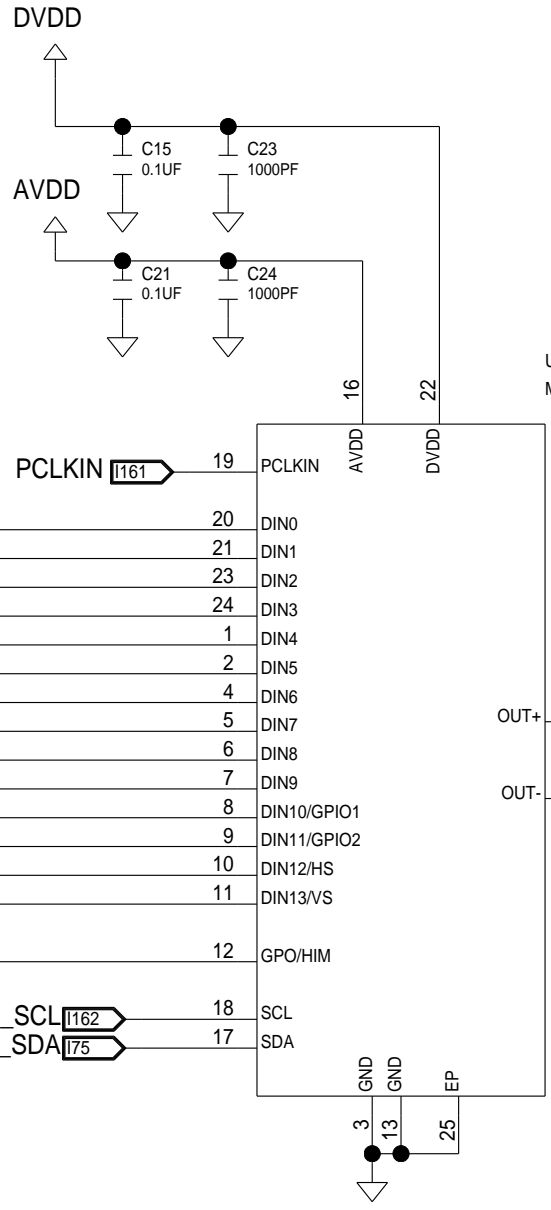 DVDD
C15
0.1UF
C23
1000PF
AVDD
C21
0.1UF
C24
1000PF
16
22
U
M
AVDD
DVDD
PCLKIN
I161
19
PCLKIN
20
DIN0
21
DIN1
23
DIN2
24
DIN3
1
DIN4
2
DIN5
4
DIN6
5
DIN7
OUT+
6
DIN8
7
DIN9
OUT-
8
DIN10/GPIO1
9
DIN11/GPIO2
10
DIN12/HS
11
DIN13/VS
12
GPO/HIM
_SCL
I162
18
SCL
_SDA
I75
17
SDA
GND
GND
EP
3
13
25